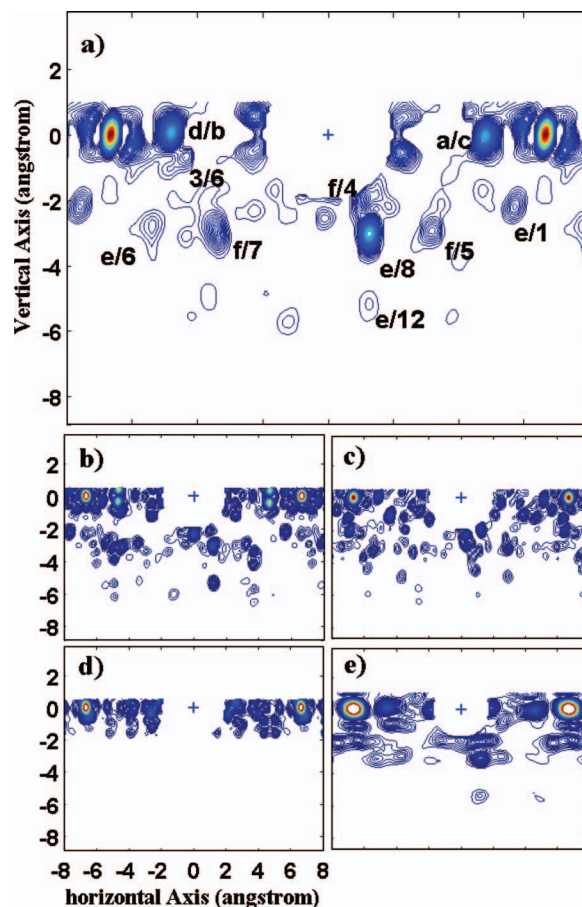 a)
2
0
-2
-4
-6
-8
Vertical Axis (angstrom)
d/b
a/c
3/6
f/4
e/6
f/7
e/8
f/5
e/1
e/12
b)
2
0
-2
-4
-6
-8
c)
d)
2
0
-2
-4
-6
-8
e)
-8 -6 -4 -2 0 2 4 6 8
horizontal Axis (angstrom)